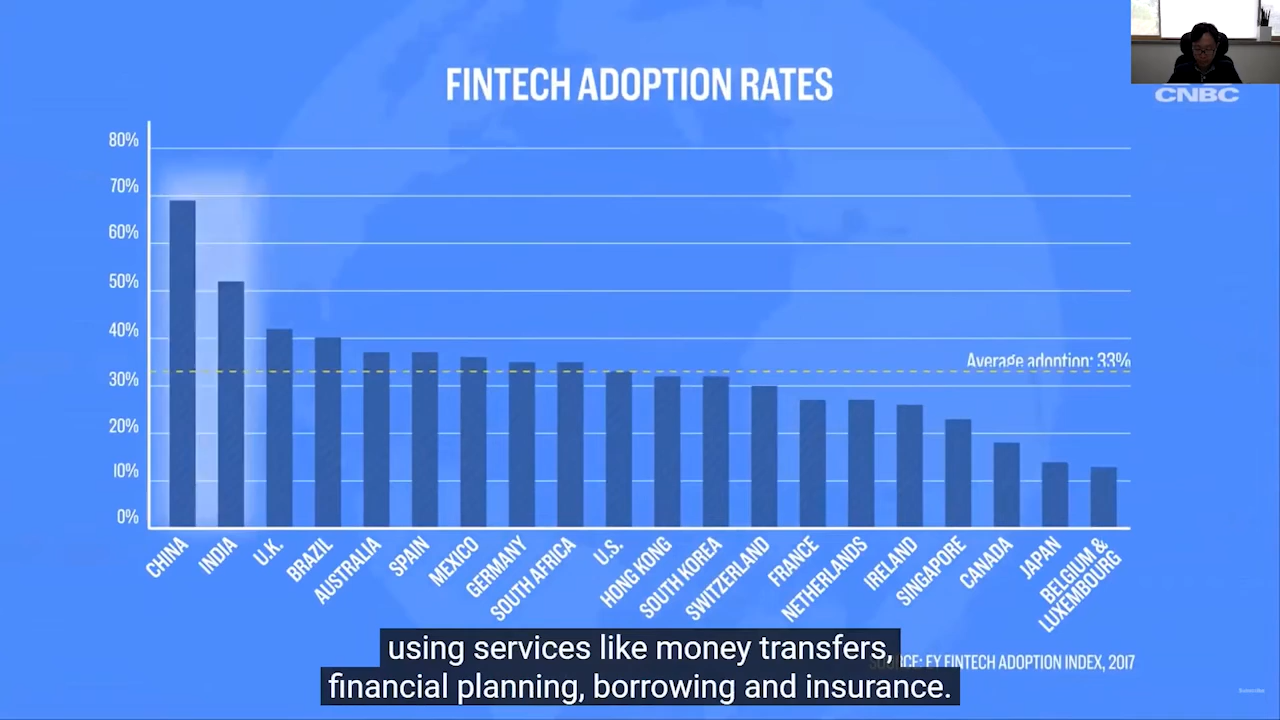 FINTECH ADOPTION RATES
CNBC
80%
70%
60%
50%
40%
30%
20%
10%
0%
Average adoption: 33%
CHINA
INDIA
U.K.
BRAZIL
AUSTRALIA
SPAIN
MEXICO
GERMANY
SOUTH AFRICA
U.S.
HONG KONG
SOUTH KOREA
SWITZERLAND
FRANCE
NETHERLANDS
IRELAND
SINGAPORE
CANADA
JAPAN
BELGIUM &
LUXEMBOURG
using services like money transfers,
SOURCE: EY FINTECH ADOPTION INDEX, 2017
financial planning, borrowing and insurance.
Subscribe